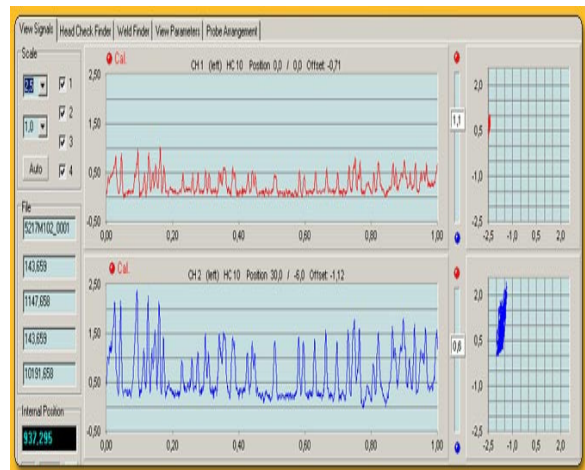 View Signals Head Check Finder Weld Finder View Parameters Probe Arrangement
Scale
2,5 1
2
1,0 3
Auto 4
File
5217M102_0001
143,659
1147,658
143,659
10191,658
Internal Position
937,295
Cal. CH 1 (left) HC 10 Position 0,0 / 0,0 Offset -0,71
2,50
1,50
0,50
-0,50
0,00 0,20 0,40 0,60 0,80 1,00
1,1
2,0
0,5
-1,0
-2,5
-2,5 -1,0 0,5 2,0
Cal. CH 2 (left) HC 10 Position 30,0 / -6,0 Offset -1,12
2,50
1,50
0,50
-0,50
0,00 0,20 0,40 0,60 0,80 1,00
0,6
2,0
0,5
-1,0
-2,5
-2,5 -1,0 0,5 2,0